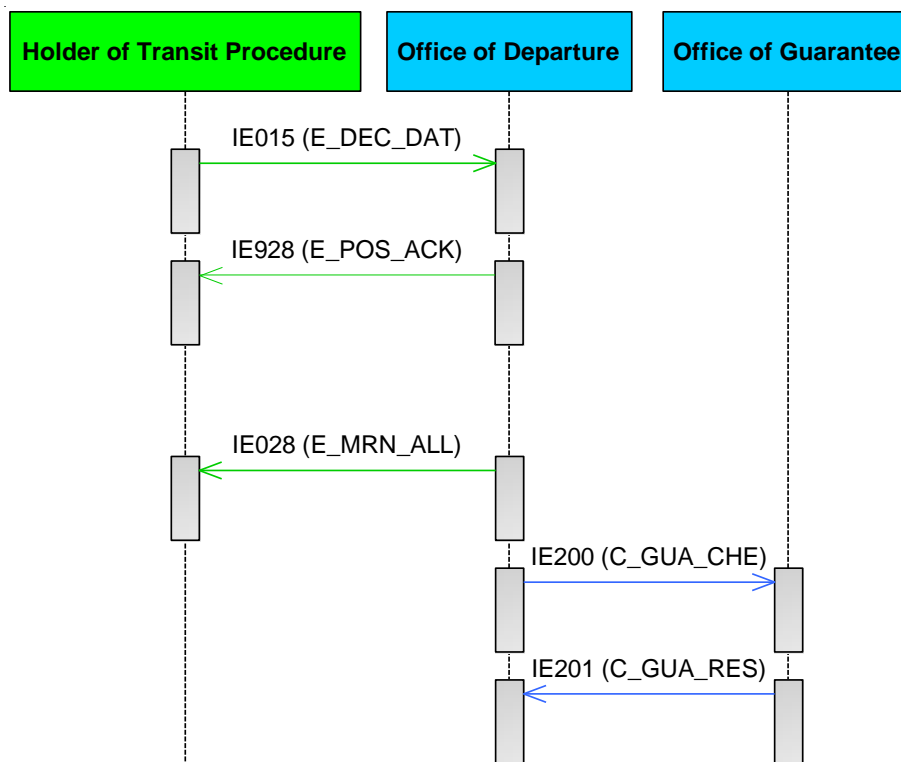 Holder of Transit Procedure
Office of Departure
Office of Guarantee
IE015 (E_DEC_DAT)
IE928 (E_POS_ACK)
IE028 (E_MRN_ALL)
IE200 (C_GUA_CHE)
IE201 (C_GUA_RES)